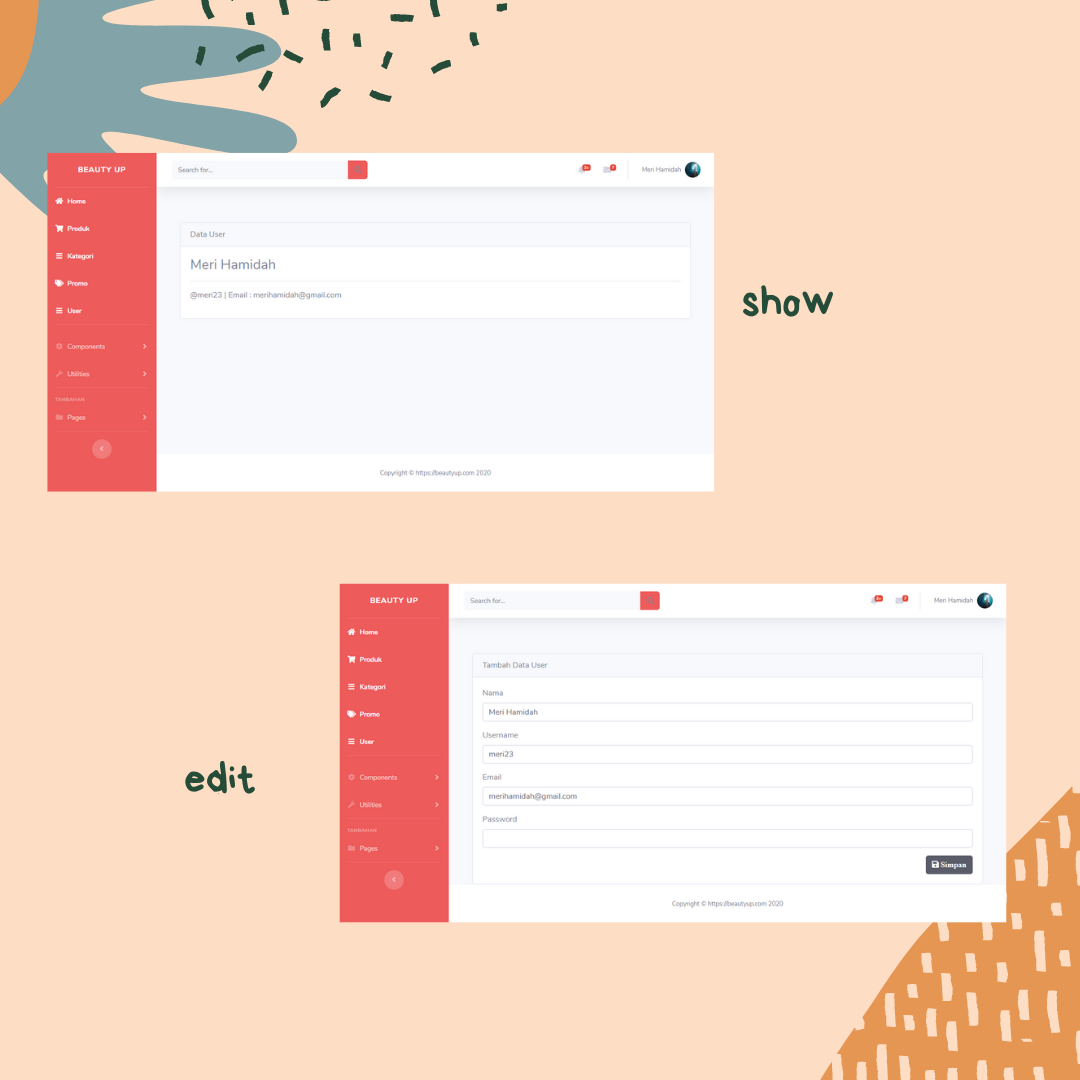 BEAUTY UP
Search for...
3+
7
Meri Hamidah
Home
Produk
Kategori
Promo
User
Components
Utilities
TAMBAHAN
Pages
Data User
Meri Hamidah
@meri23 | Email : merihamidah@gmail.com
Copyright © https://beautyup.com 2020
show
edit
BEAUTY UP
Search for...
3+
7
Meri Hamidah
Home
Produk
Kategori
Promo
User
Components
Utilities
TAMBAHAN
Pages
Tambah Data User
Nama
Meri Hamidah
Username
meri23
Email
merihamidah@gmail.com
Password
Simpan
Copyright © https://beautyup.com 2020